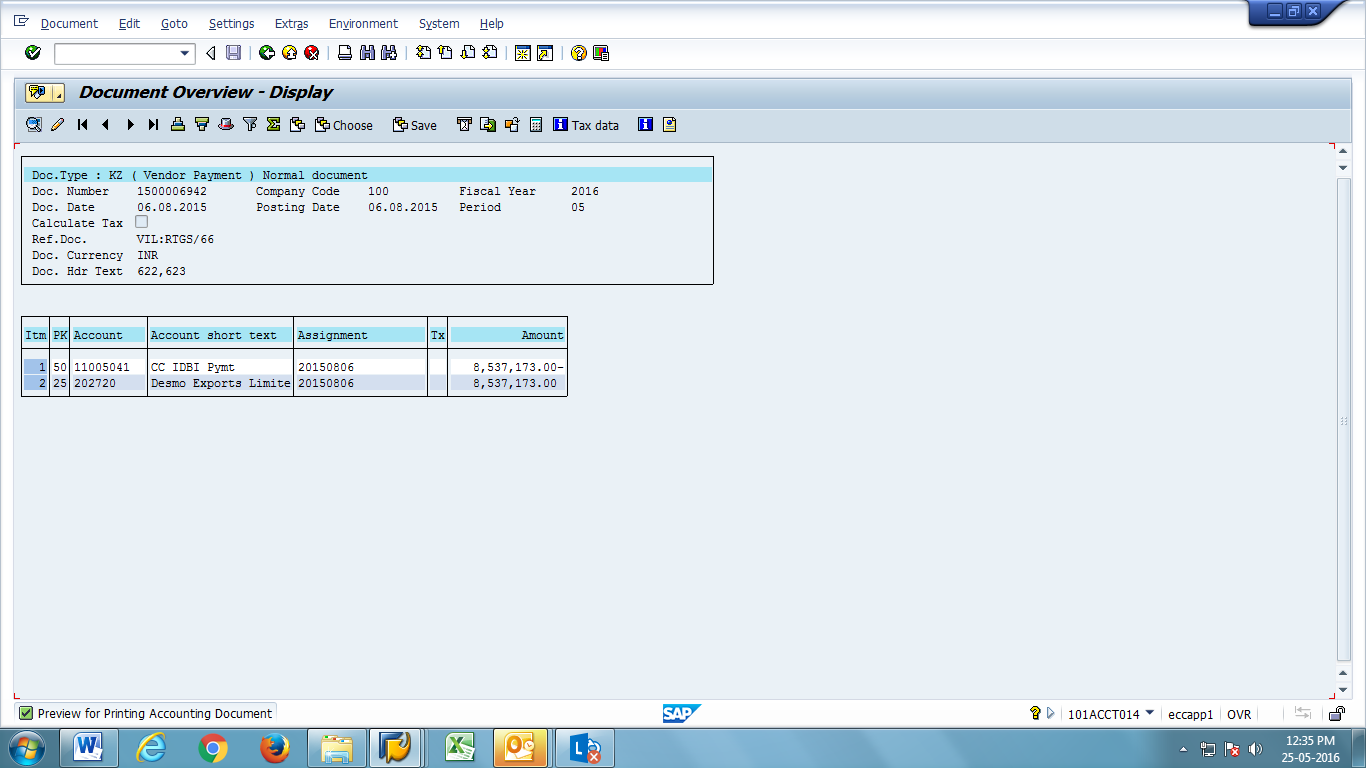 Document Edit Goto Settings Extras Environment System Help
Document Overview - Display
Choose Save Tax data
Doc.Type : KZ ( Vendor Payment ) Normal document
Doc. Number 1500006942 Company Code 100 Fiscal Year 2016
Doc. Date 06.08.2015 Posting Date 06.08.2015 Period 05
Calculate Tax
Ref.Doc. VIL:RTGS/66
Doc. Currency INR
Doc. Hdr Text 622,623
Itm PK Account Account short text Assignment Tx Amount
1 50 11005041 CC IDBI Pymt 20150806 8,537,173.00-
2 25 202720 Desmo Exports Limite 20150806 8,537,173.00
Preview for Printing Accounting Document SAP 101ACCT014 eccapp1 OVR
12:35 PM
25-05-2016